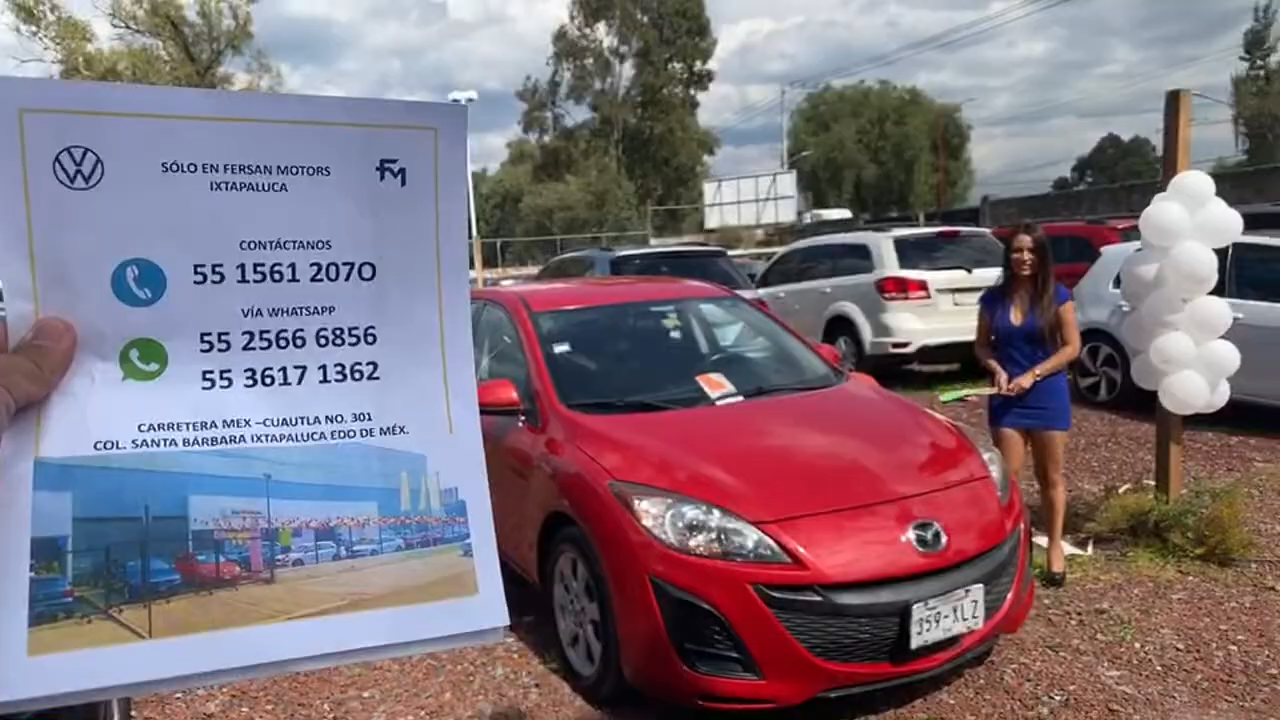 SÓLO EN FERSAN MOTORS
IXTAPALUCA
FM
CONTÁCTANOS
55 1561 2070
VÍA WHATSAPP
55 2566 6856
55 3617 1362
CARRETERA MEX –CUAUTLA NO. 301
COL. SANTA BÁRBARA IXTAPALUCA EDO DE MÉX.
359-XLZ